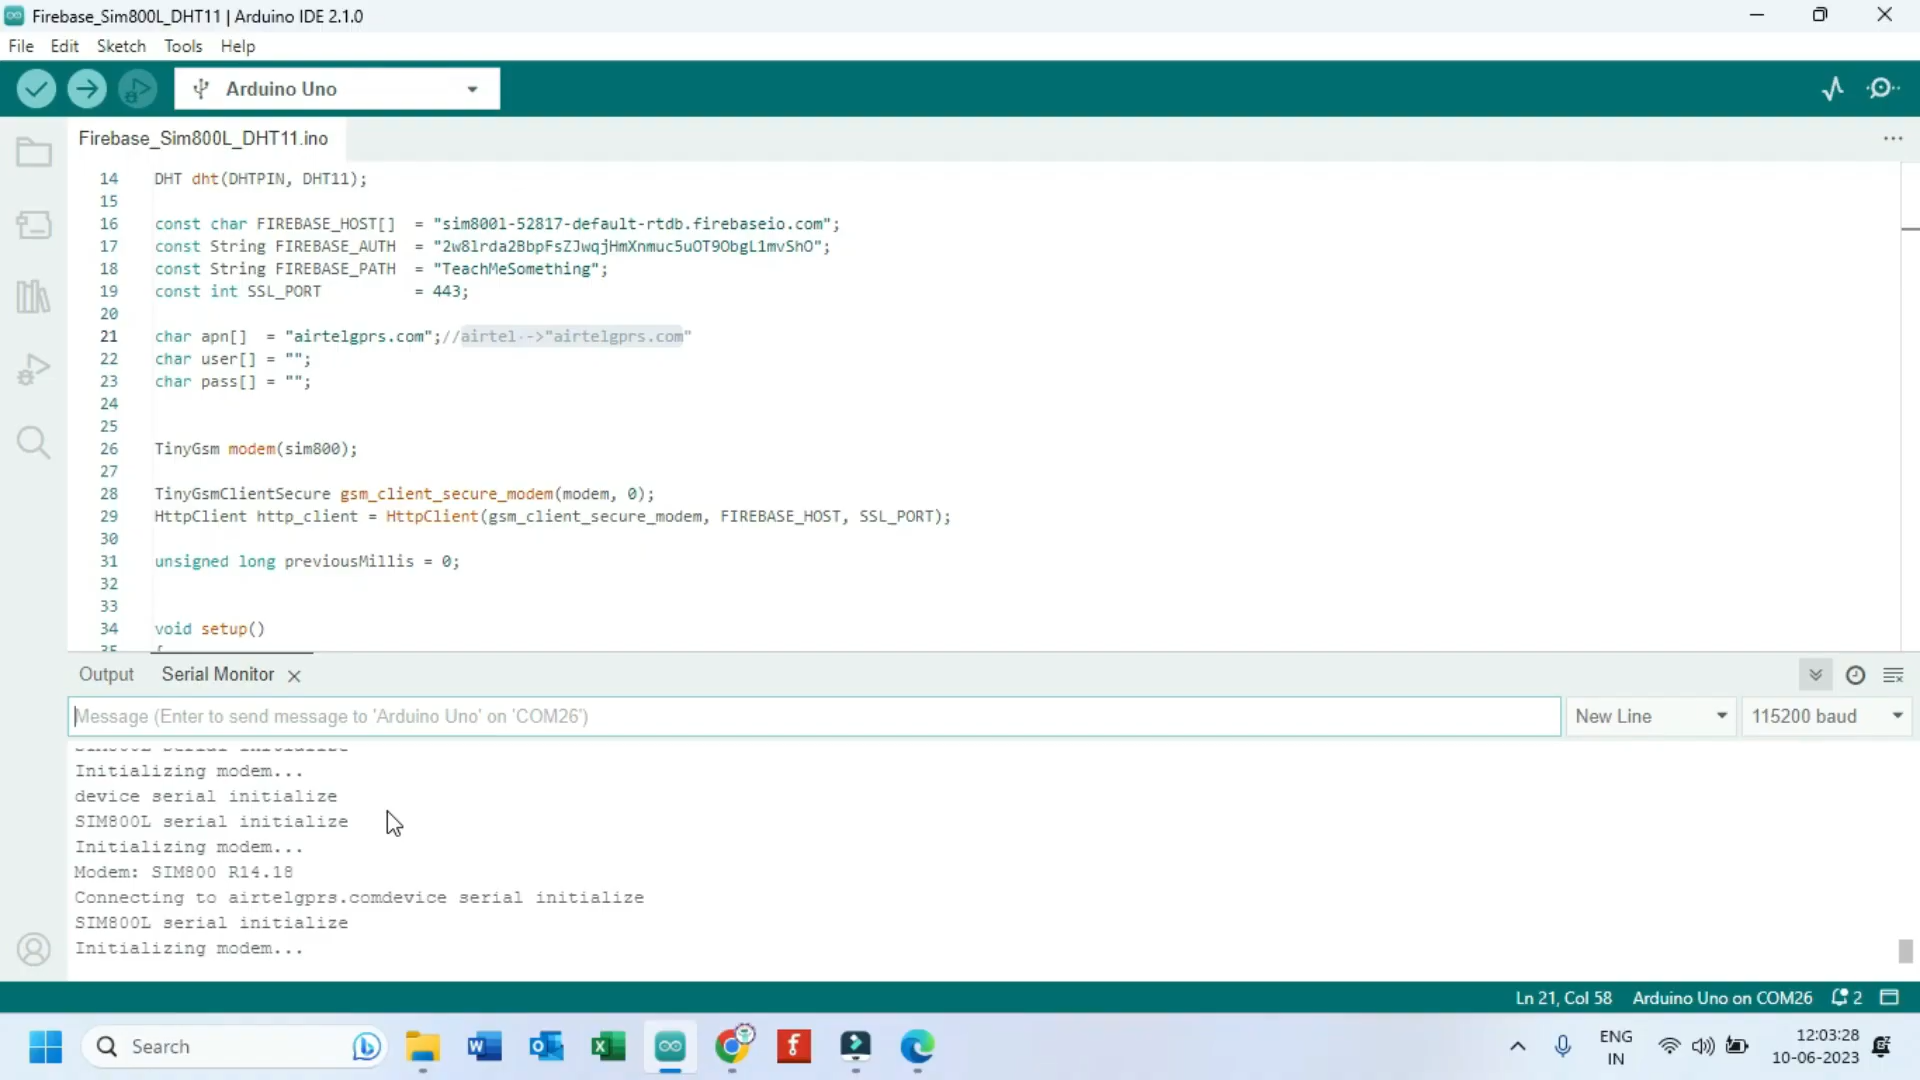 Firebase_Sim800L_DHT11 | Arduino IDE 2.1.0
File Edit Sketch Tools Help
Arduino Uno
Firebase_Sim800L_DHT11.ino
14 DHT dht(DHTPIN, DHT11);
15
16 const char FIREBASE_HOST[] = "sim800l-52817-default-rtdb.firebaseio.com";
17 const String FIREBASE_AUTH = "2w8lrda2BbpFsZJwqjHmXnmuc5uOT9ObgL1mvShO";
18 const String FIREBASE_PATH = "TeachMeSomething";
19 const int SSL_PORT = 443;
20
21 char apn[] = "airtelgprs.com";//airtel ->"airtelgprs.com"
22 char user[] = "";
23 char pass[] = "";
24
25
26 TinyGsm modem(sim800);
27
28 TinyGsmClientSecure gsm_client_secure_modem(modem, 0);
29 HttpClient http_client = HttpClient(gsm_client_secure_modem, FIREBASE_HOST, SSL_PORT);
30
31 unsigned long previousMillis = 0;
32
33
34 void setup()
Output Serial Monitor
Message (Enter to send message to 'Arduino Uno' on 'COM26') New Line 115200 baud
SIM800L serial initialize
Initializing modem...
device serial initialize
SIM800L serial initialize
Initializing modem...
Modem: SIM800 R14.18
Connecting to airtelgprs.comdevice serial initialize
SIM800L serial initialize
Initializing modem...
Ln 21, Col 58 Arduino Uno on COM26 2
Search
ENG
IN
12:03:28
10-06-2023